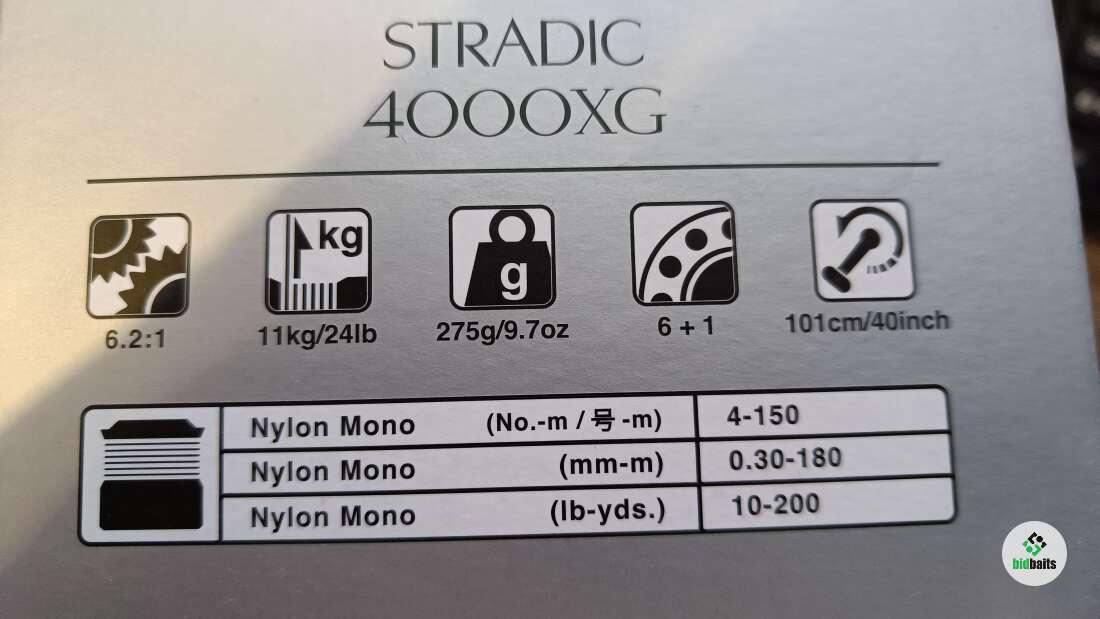 STRADIC
4000XG
kg
g
6.2:1
11kg/24lb
275g/9.7oz
6 + 1
101cm/40inch
Nylon Mono (No.-m / 号 -m) 4-150
Nylon Mono (mm-m) 0.30-180
Nylon Mono (lb-yds.) 10-200
bidbaits